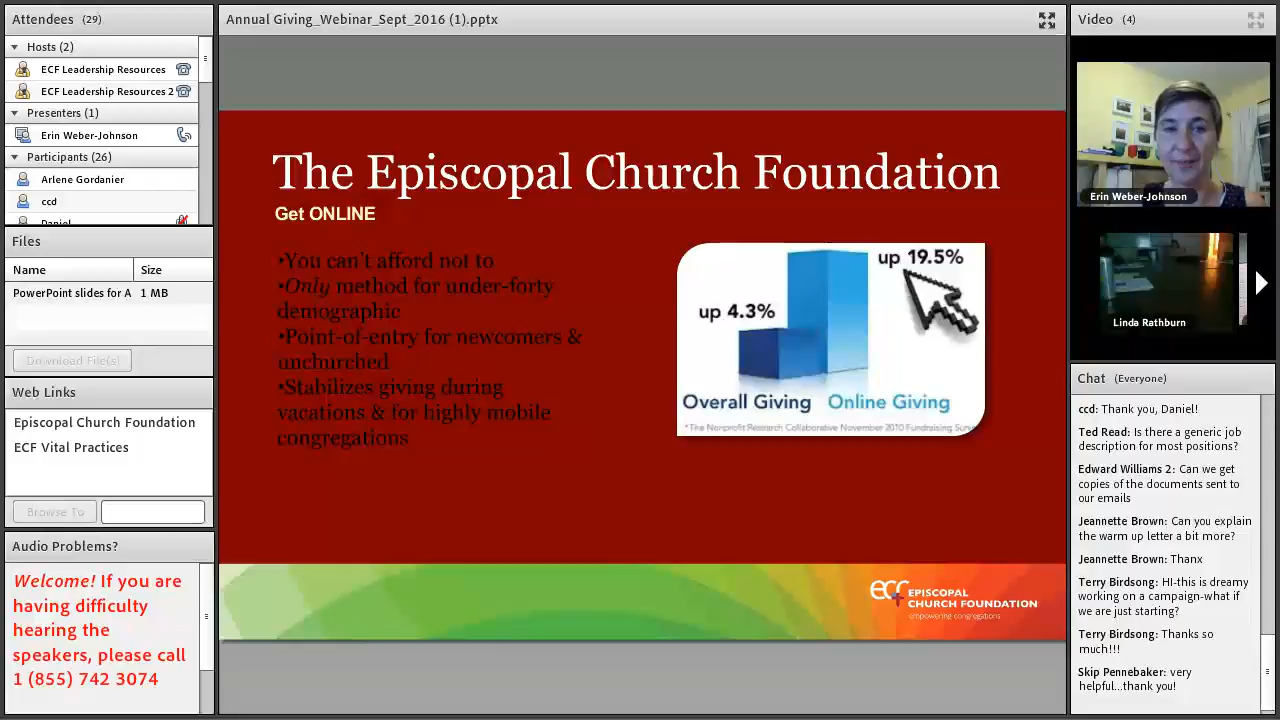 Attendees (29)
Hosts (2)
ECF Leadership Resources
ECF Leadership Resources 2
Presenters (1)
Erin Weber-Johnson
Participants (26)
Arlene Gordanier
ccd
Daniel
Files
Name Size
PowerPoint slides for A 1 MB
Download File(s)
Web Links
Episcopal Church Foundation
ECF Vital Practices
Browse To
Audio Problems?
Welcome! If you are
having difficulty
hearing the
speakers, please call
1 (855) 742 3074
Annual Giving_Webinar_Sept_2016 (1).pptx
The Episcopal Church Foundation
Get ONLINE
•You can't afford not to
•Only method for under-forty
demographic
•Point-of-entry for newcomers &
unchurched
•Stabilizes giving during
vacations & for highly mobile
congregations
up 19.5%
up 4.3%
Overall Giving Online Giving
*The Nonprofit Research Collaborative November 2010 Fundraising
ecf EPISCOPAL
CHURCH FOUNDATION
empowering congregations
Video (4)
Erin Weber-Johnson
Linda Rathburn
Chat (Everyone)
ccd: Thank you, Daniel!
Ted Read: Is there a generic job
description for most positions?
Edward Williams 2: Can we get
copies of the documents sent to
our emails
Jeannette Brown: Can you explain
the warm up letter a bit more?
Jeannette Brown: Thanx
Terry Birdsong: HI-this is dreamy
working on a campaign-what if
we are just starting?
Terry Birdsong: Thanks so
much!!!
Skip Pennebaker: very
helpful...thank you!